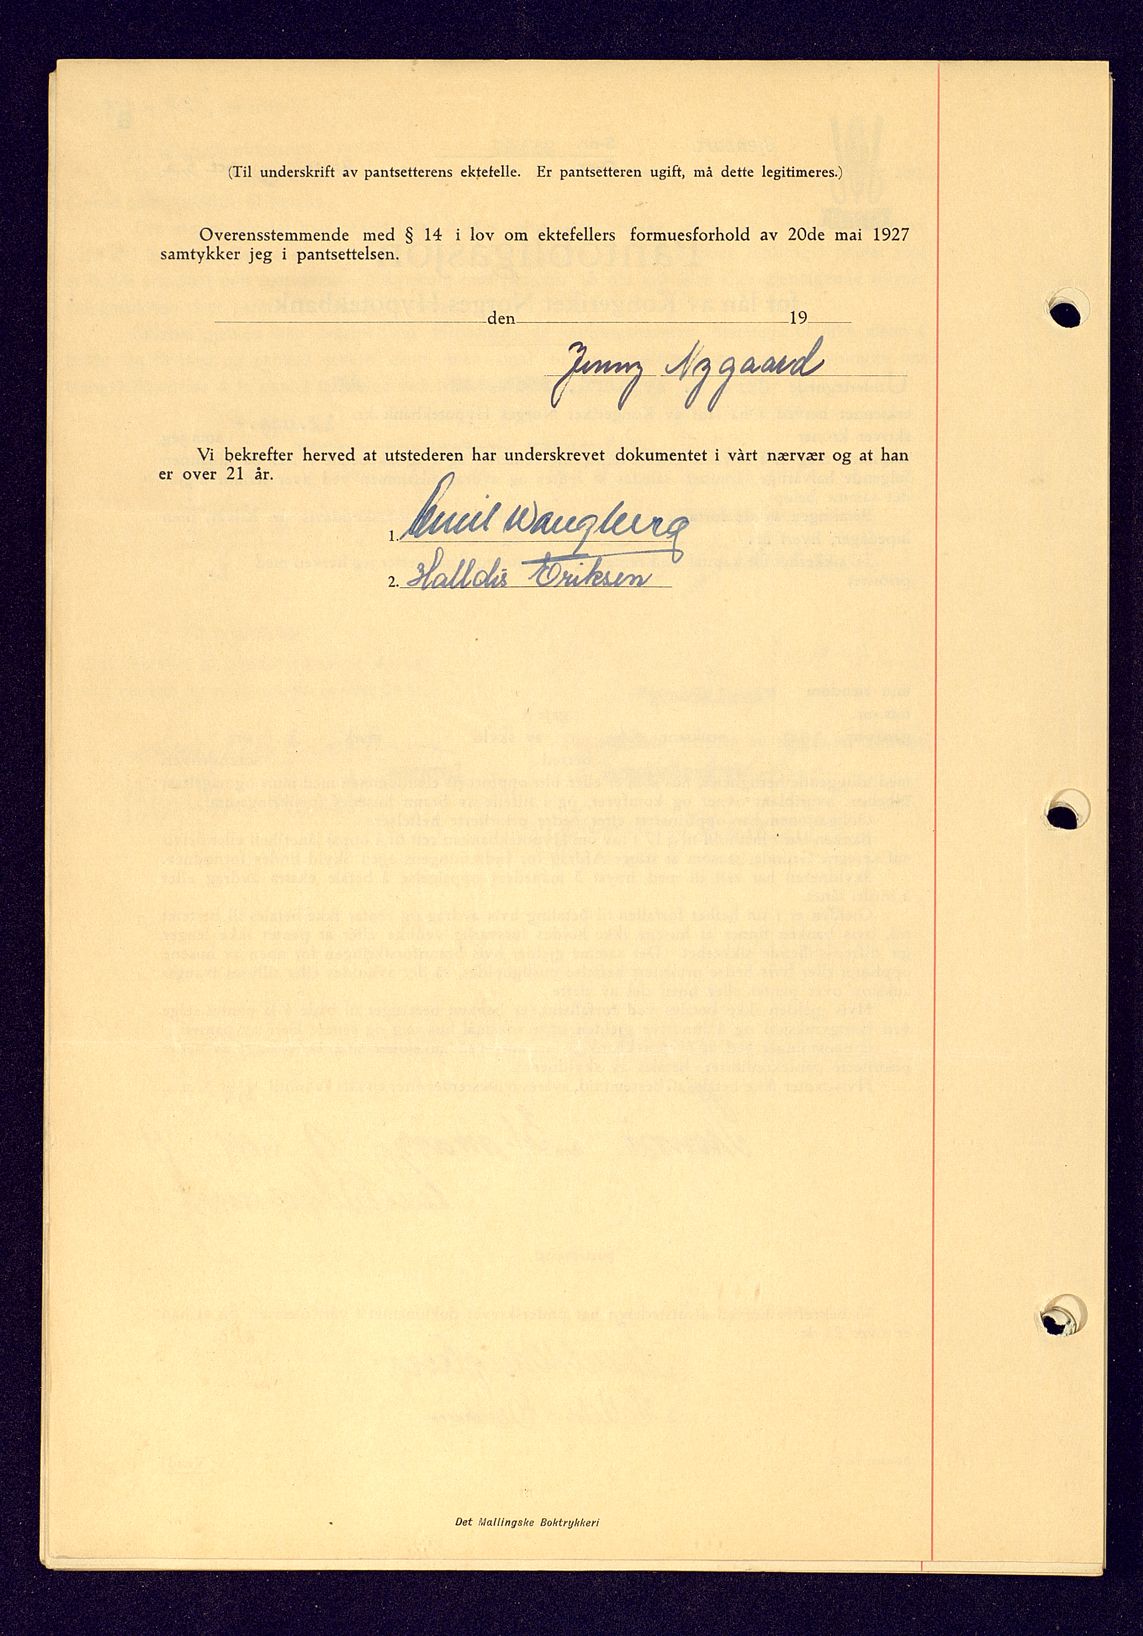 (Til underskrift av pantsetterens ektefelle. Er pantsetteren ugift, må dette legitimeres.)
Overensstemmende med § 14 i lov om ektefellers formuesforhold av 20de mai 1927
samtykker jeg i pantsettelsen.
den 19
Jenny Nygaard
Vi bekrefter herved at utstederen har underskrevet dokumentet i vårt nærvær og at han
er over 21 år.
1. Emil Wangberg
2. Halldis Eriksen
Det Mallingske Boktrykkeri